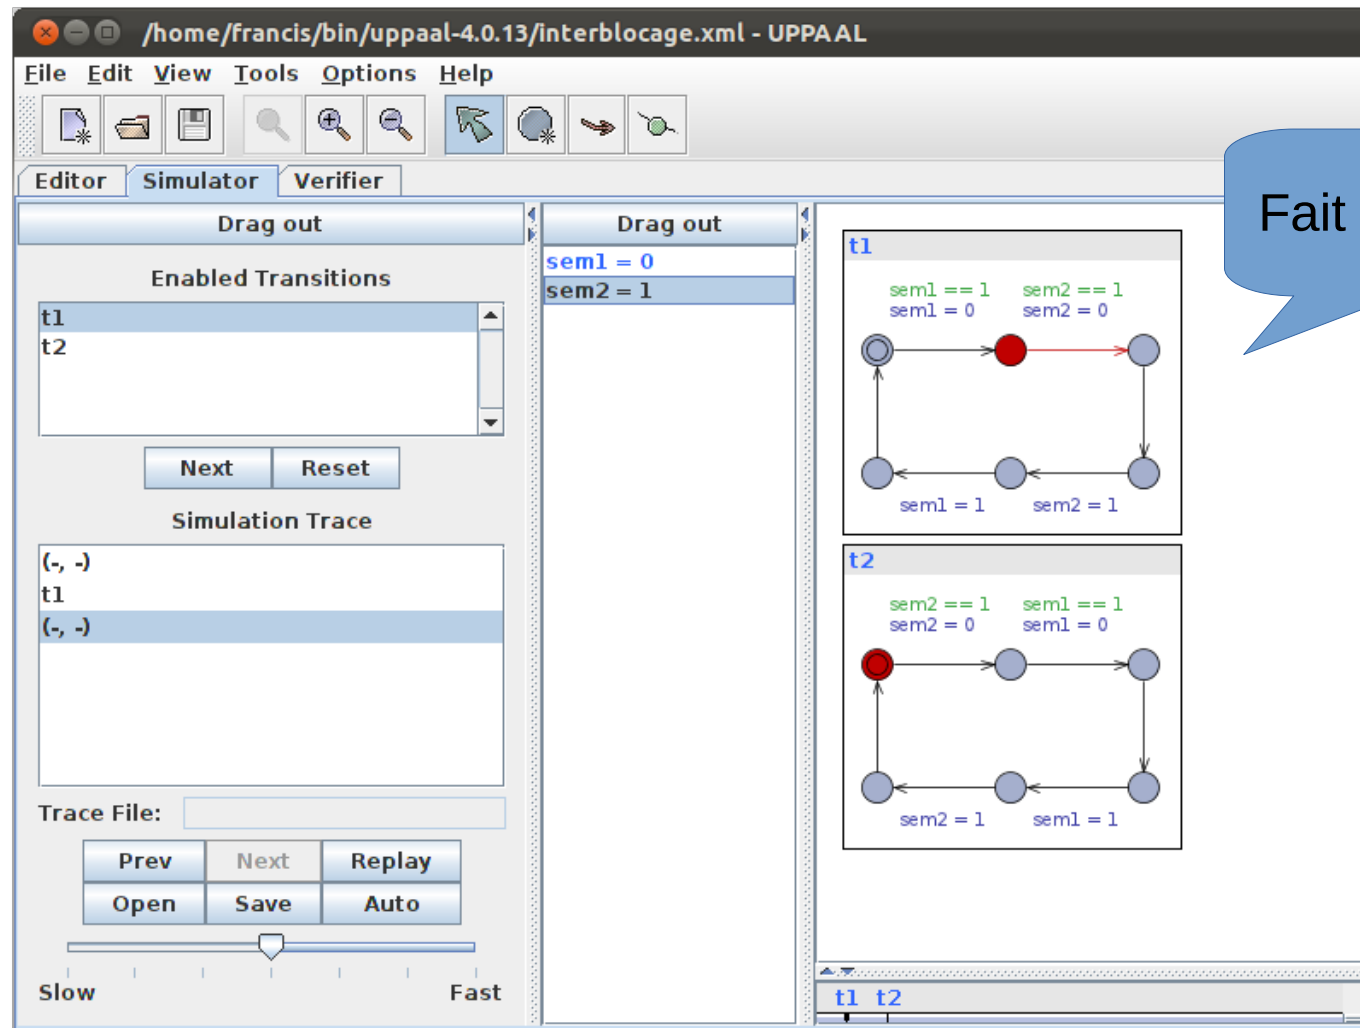 /home/francis/bin/uppaal-4.0.13/interblocage.xml - UPPAAL
File Edit View Tools Options Help
Editor Simulator Verifier
Drag out
Enabled Transitions
t1
t2
Next Reset
Simulation Trace
(-, -)
t1
(-, -)
Trace File:
Prev Next Replay
Open Save Auto
Slow Fast
Drag out
sem1 = 0
sem2 = 1
t1
sem1 == 1 sem2 == 1
sem1 = 0 sem2 = 0
sem1 = 1 sem2 = 1
t2
sem2 == 1 sem1 == 1
sem2 = 0 sem1 = 0
sem2 = 1 sem1 = 1
t1 t2
Fait